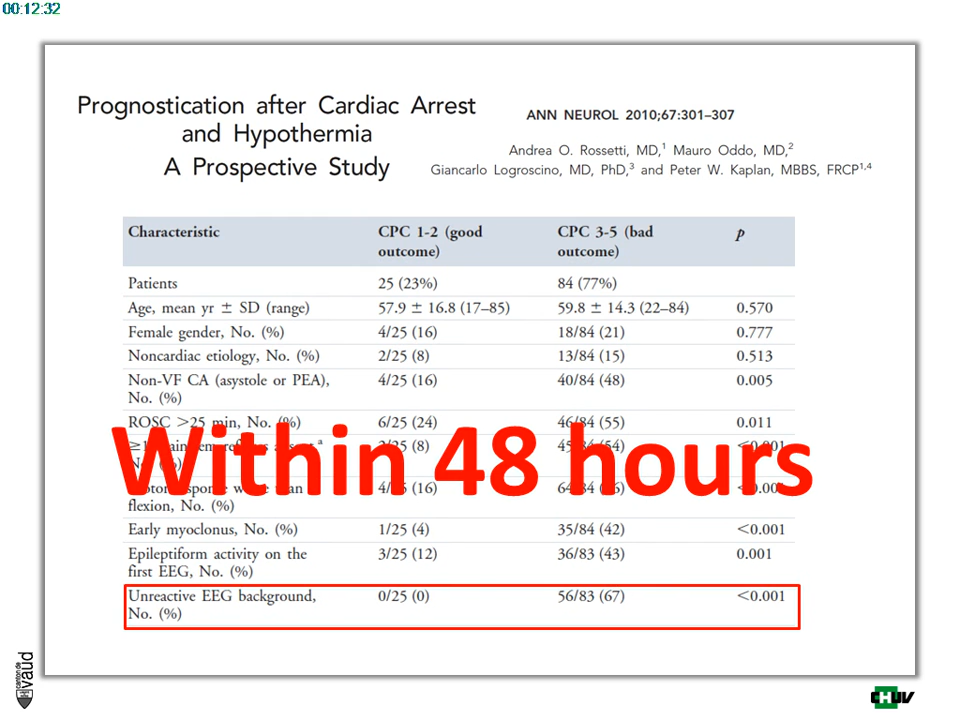 00:12:32
Prognostication after Cardiac Arrest
and Hypothermia
A Prospective Study
ANN NEUROL 2010;67:301–307
Andrea O. Rossetti, MD,1 Mauro Oddo, MD,2
Giancarlo Logroscino, MD, PhD,3 and Peter W. Kaplan, MBBS, FRCP1,4
Characteristic CPC 1-2 (good CPC 3-5 (bad p
outcome) outcome)
Patients 25 (23%) 84 (77%)
Age, mean yr ± SD (range) 57.9 ± 16.8 (17–85) 59.8 ± 14.3 (22–84) 0.570
Female gender, No. (%) 4/25 (16) 18/84 (21) 0.777
Noncardiac etiology, No. (%) 2/25 (8) 13/84 (15) 0.513
Non-VF CA (asystole or PEA), 4/25 (16) 40/84 (48) 0.005
No. (%)
ROSC >25 min, No. (%) 6/25 (24) 46/84 (55) 0.011
Within 48 hours
flexion, No. (%)
Early myoclonus, No. (%) 1/25 (4) 35/84 (42) <0.001
Epileptiform activity on the 3/25 (12) 36/83 (43) 0.001
first EEG, No. (%)
Unreactive EEG background, 0/25 (0) 56/83 (67) <0.001
No. (%)
canton de
vaud
CHUV